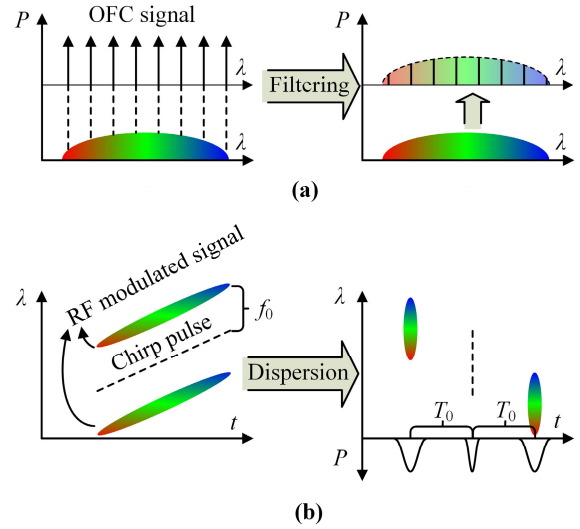 P
OFC signal
λ
λ
Filtering
P
λ
λ
(a)
λ
RF modulated signal
Chirp pulse
f₀
t
Dispersion
λ
T₀
T₀
t
P
(b)